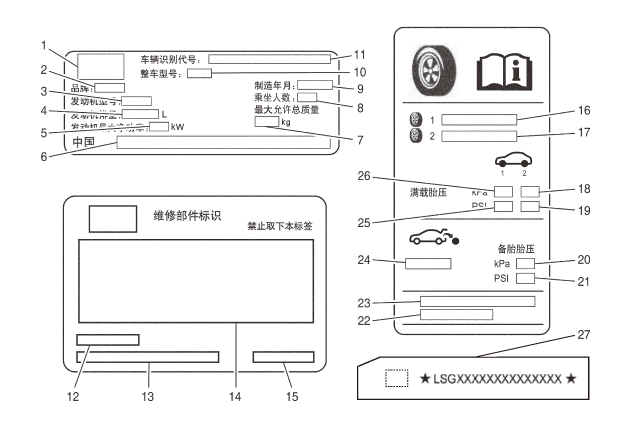 1
2
3
4
5
6
车辆识别代号：
整车型号：
品牌：
发动机型号：
发动机排量： L
发动机最大净功率： kW
中国
制造年月：
乘坐人数：
最大允许总质量
kg
11
10
9
8
7
维修部件标识
禁止取下本标签
12
13
14
15
1
2
16
17
1 2
满载胎压
kPa
PSI
26
25
18
19
备胎胎压
kPa
PSI
24
20
21
23
22
27
★LSGXXXXXXXXXXXXXX★